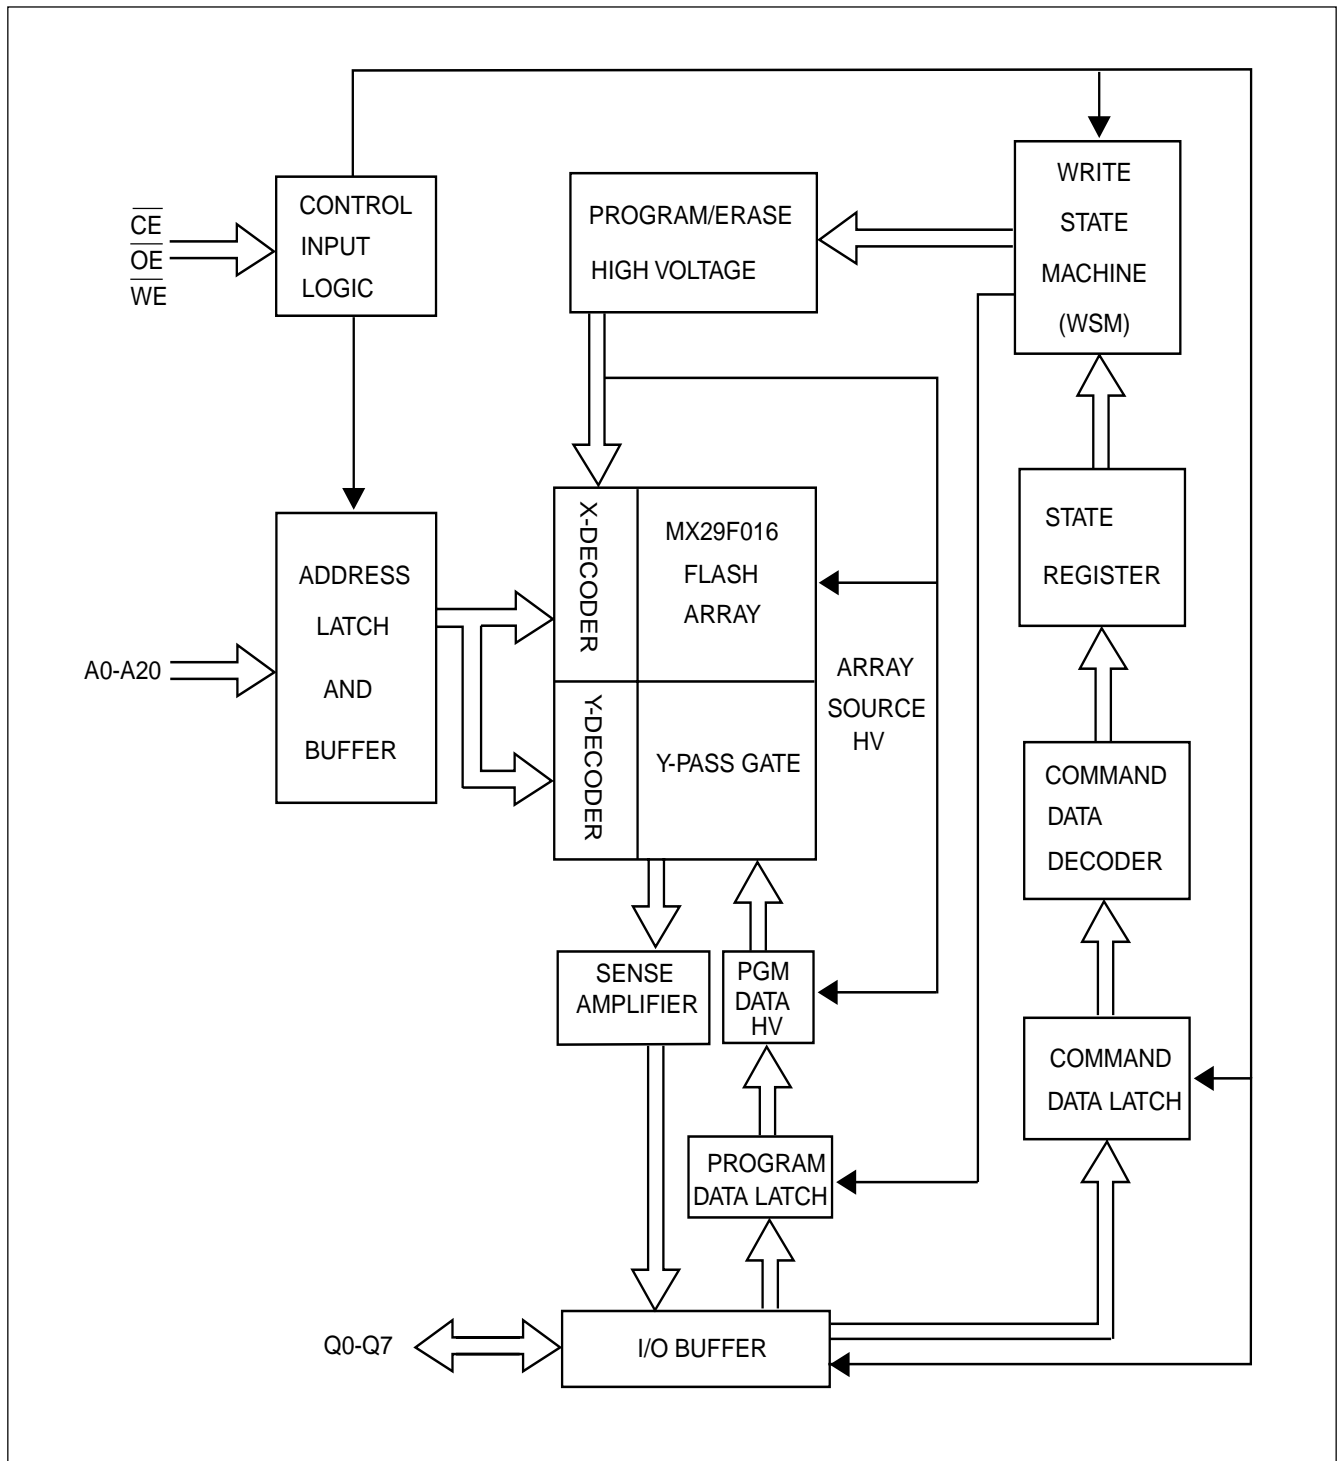 CONTROL
INPUT
LOGIC
CE
OE
WE
PROGRAM/ERASE
HIGH VOLTAGE
WRITE
STATE
MACHINE
(WSM)
ADDRESS
LATCH
AND
BUFFER
A0-A20
X-DECODER
MX29F016
FLASH
ARRAY
Y-DECODER
Y-PASS GATE
ARRAY
SOURCE
HV
STATE
REGISTER
COMMAND
DATA
DECODER
SENSE
AMPLIFIER
PGM
DATA
HV
COMMAND
DATA LATCH
PROGRAM
DATA LATCH
Q0-Q7
I/O BUFFER